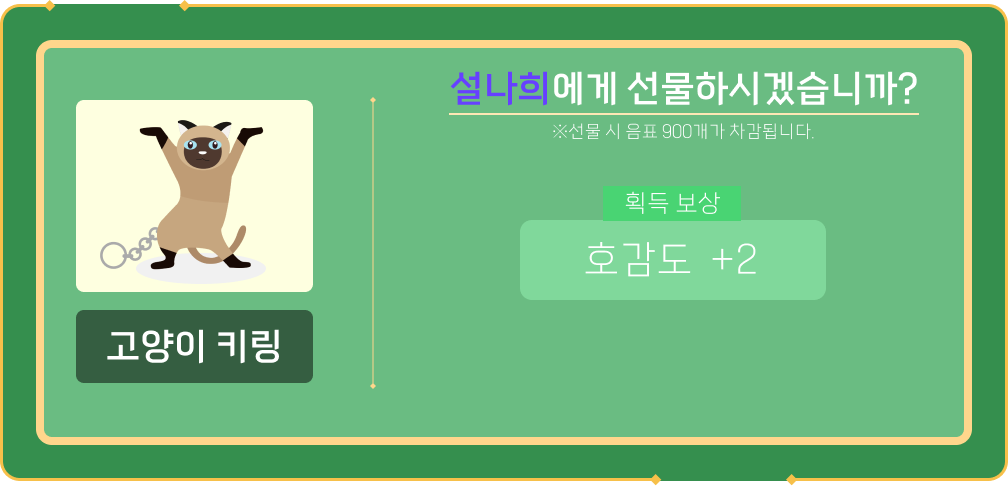 설나희에게 선물하시겠습니까?
※선물 시 음표 900개가 차감됩니다.
획득 보상
호감도 +2
고양이 키링